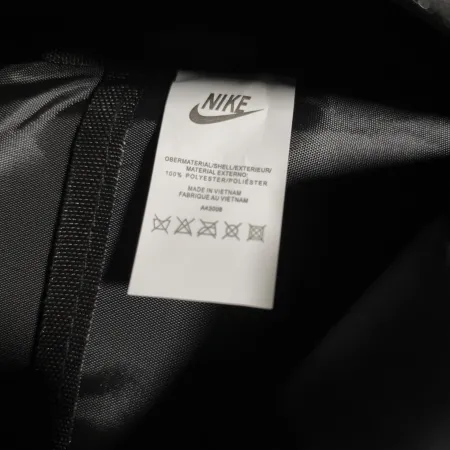 NIKE
OBERMATERIAL/SHELL/EXTERIEUR/
MATERIAL EXTERNO:
100% POLYESTER/POLIÉSTER
MADE IN VIETNAM
FABRIQUE AU VIETNAM